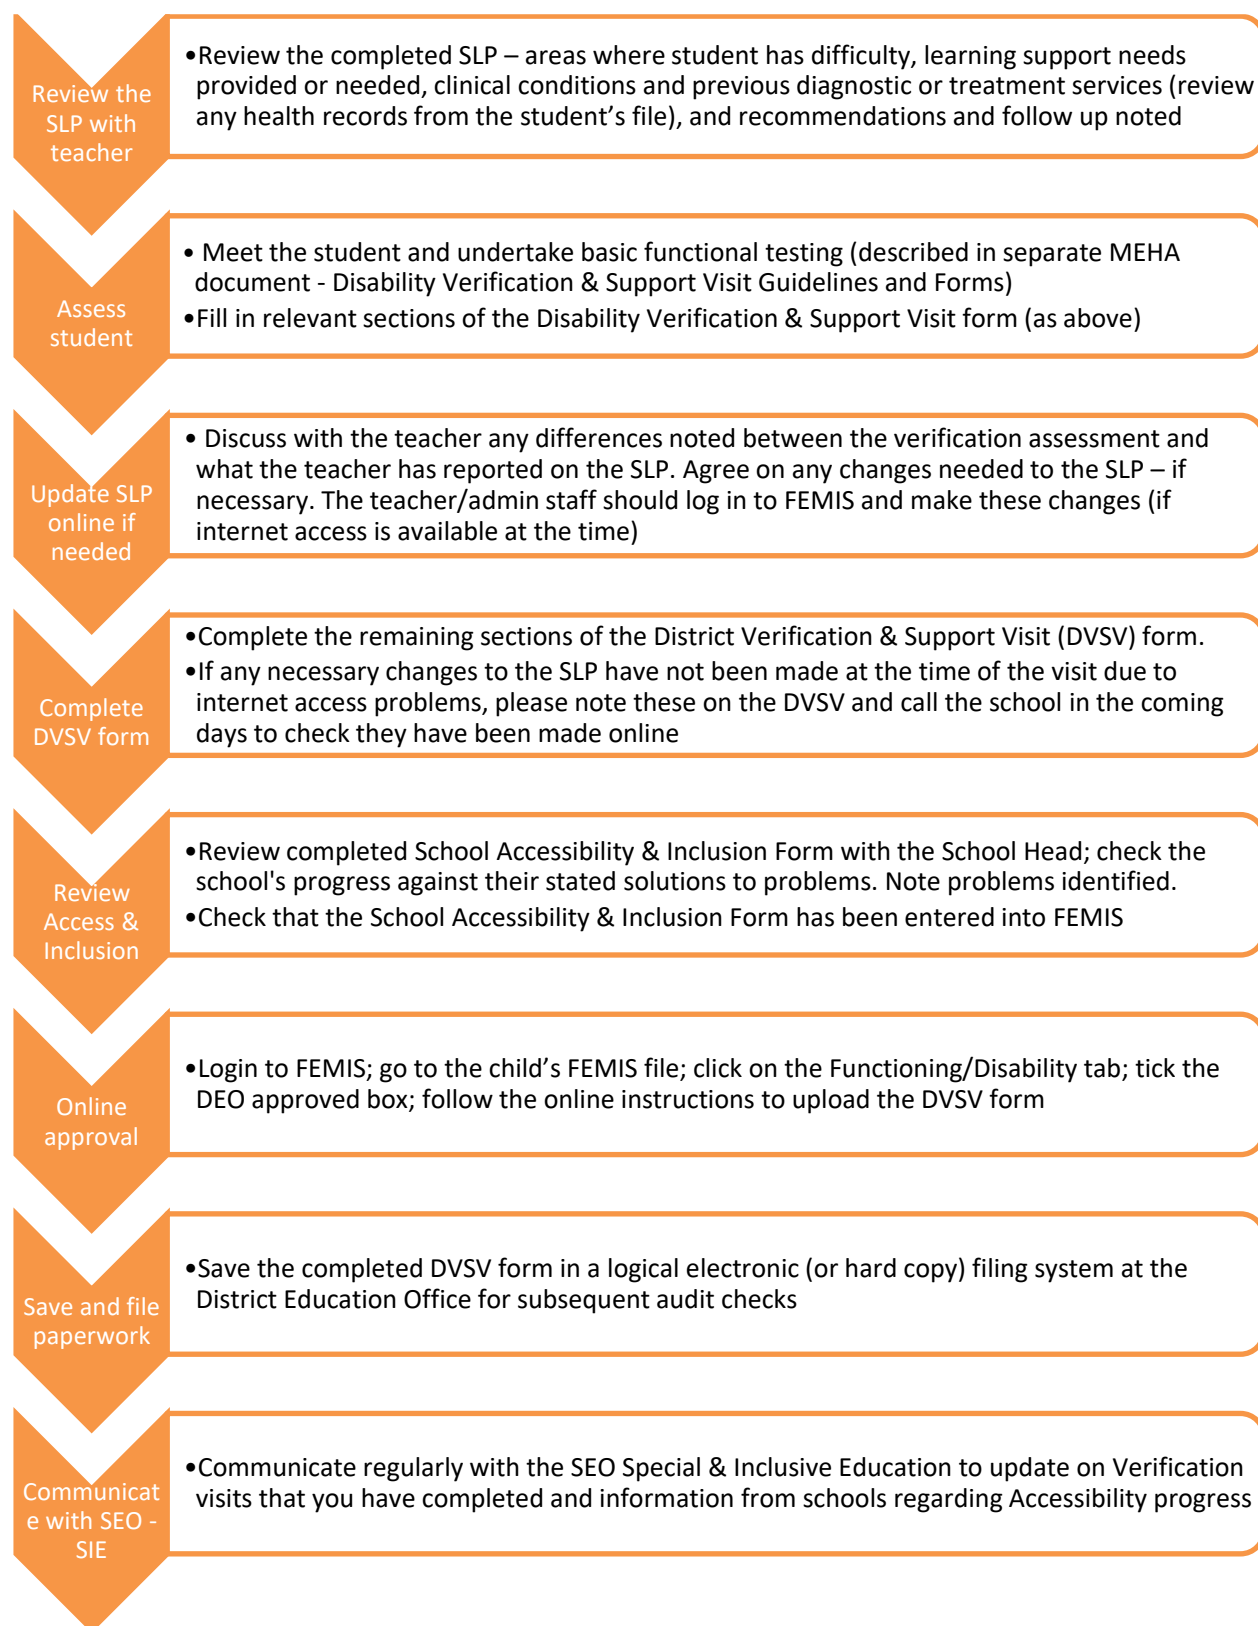 Review the
SLP with
teacher
•Review the completed SLP – areas where student has difficulty, learning support needs
provided or needed, clinical conditions and previous diagnostic or treatment services (review
any health records from the student's file), and recommendations and follow up noted
Assess
student
• Meet the student and undertake basic functional testing (described in separate MEHA
document - Disability Verification & Support Visit Guidelines and Forms)
•Fill in relevant sections of the Disability Verification & Support Visit form (as above)
Update SLP
online if
needed
• Discuss with the teacher any differences noted between the verification assessment and
what the teacher has reported on the SLP. Agree on any changes needed to the SLP – if
necessary. The teacher/admin staff should log in to FEMIS and make these changes (if
internet access is available at the time)
Complete
DVSV form
•Complete the remaining sections of the District Verification & Support Visit (DVSV) form.
•If any necessary changes to the SLP have not been made at the time of the visit due to
internet access problems, please note these on the DVSV and call the school in the coming
days to check they have been made online
Review
Access &
Inclusion
•Review completed School Accessibility & Inclusion Form with the School Head; check the
school's progress against their stated solutions to problems. Note problems identified.
•Check that the School Accessibility & Inclusion Form has been entered into FEMIS
Online
approval
•Login to FEMIS; go to the child's FEMIS file; click on the Functioning/Disability tab; tick the
DEO approved box; follow the online instructions to upload the DVSV form
Save and file
paperwork
•Save the completed DVSV form in a logical electronic (or hard copy) filing system at the
District Education Office for subsequent audit checks
Communicat
e with SEO -
SIE
•Communicate regularly with the SEO Special & Inclusive Education to update on Verification
visits that you have completed and information from schools regarding Accessibility progress